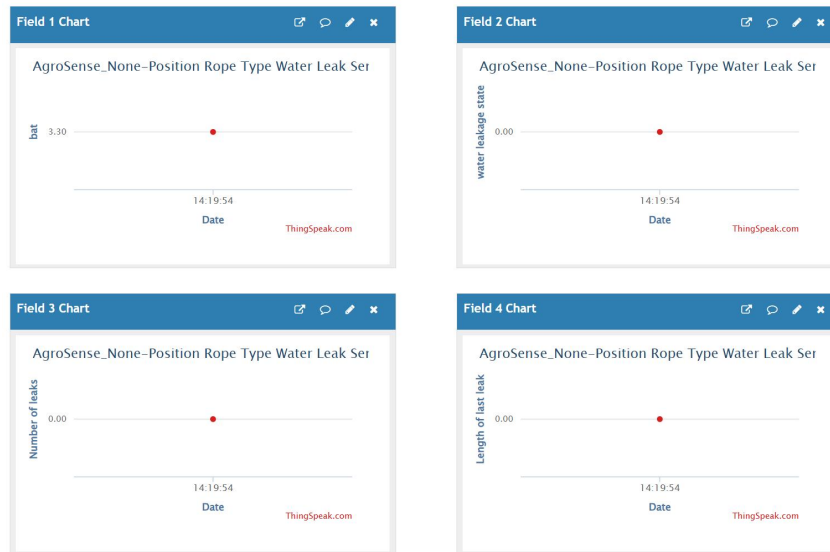 Field 1 Chart
AgroSense_None-Position Rope Type Water Leak Ser
bat
3.30
14:19:54
Date
ThingSpeak.com
Field 2 Chart
AgroSense_None-Position Rope Type Water Leak Ser
water leakage state
0.00
14:19:54
Date
ThingSpeak.com
Field 3 Chart
AgroSense_None-Position Rope Type Water Leak Ser
Number of leaks
0.00
14:19:54
Date
ThingSpeak.com
Field 4 Chart
AgroSense_None-Position Rope Type Water Leak Ser
Length of last leak
0.00
14:19:54
Date
ThingSpeak.com